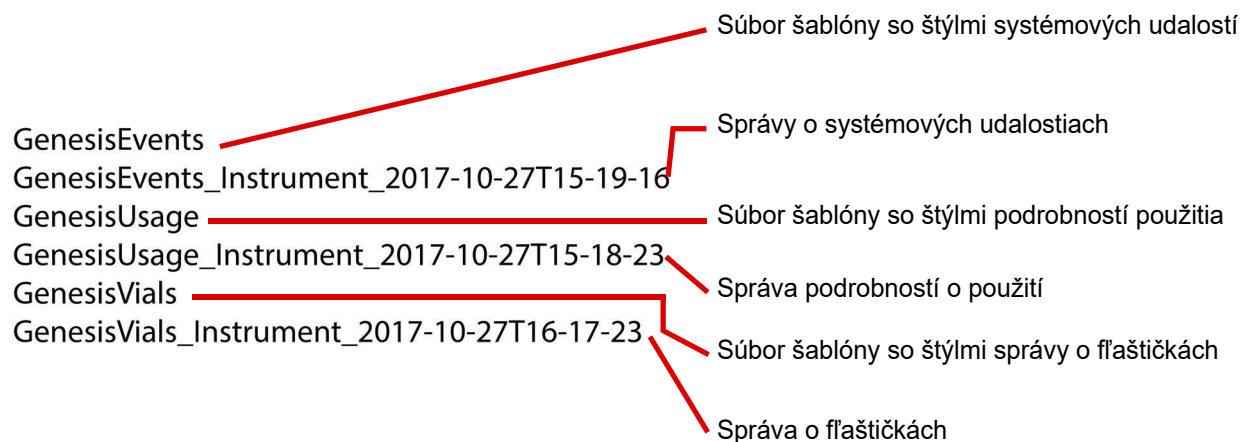 Súbor šablóny so štýlmi systémových udalostí
Správy o systémových udalostiach
GenesisEvents
GenesisEvents_Instrument_2017-10-27T15-19-16
GenesisUsage
Súbor šablóny so štýlmi podrobností použitia
GenesisUsage_Instrument_2017-10-27T15-18-23
Správa podrobností o použití
GenesisVials
GenesisVials_Instrument_2017-10-27T16-17-23
Súbor šablóny so štýlmi správy o fľaštičkách
Správa o fľaštičkách